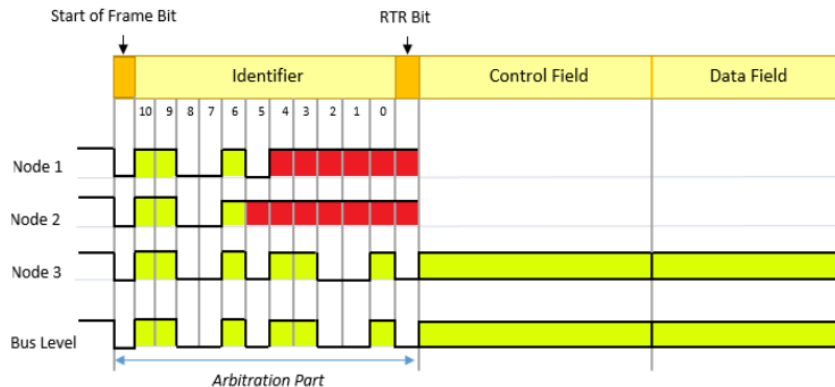 Start of Frame Bit RTR Bit
Identifier Control Field Data Field
10 9 8 7 6 5 4 3 2 1 0
Node 1
Node 2
Node 3
Bus Level
Arbitration Part